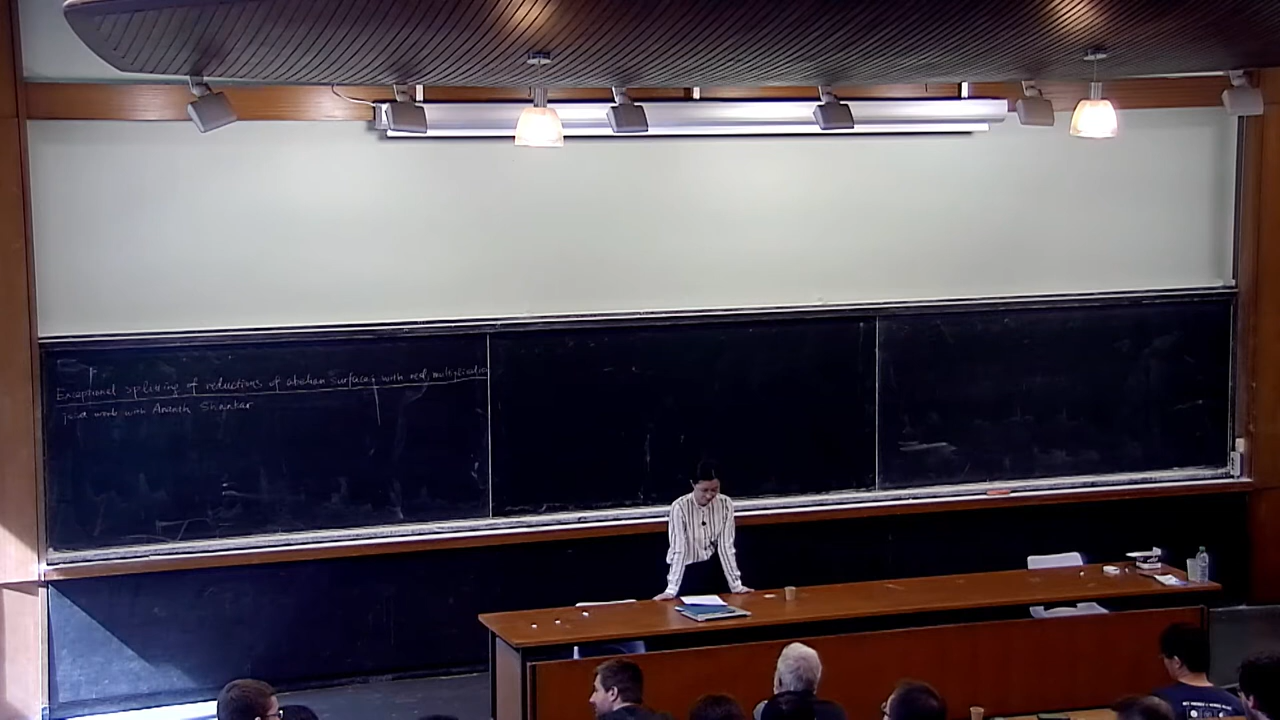 Exceptional splitting of reductions of abelian surfaces with real multiplication
joint work with Ananth Shankar